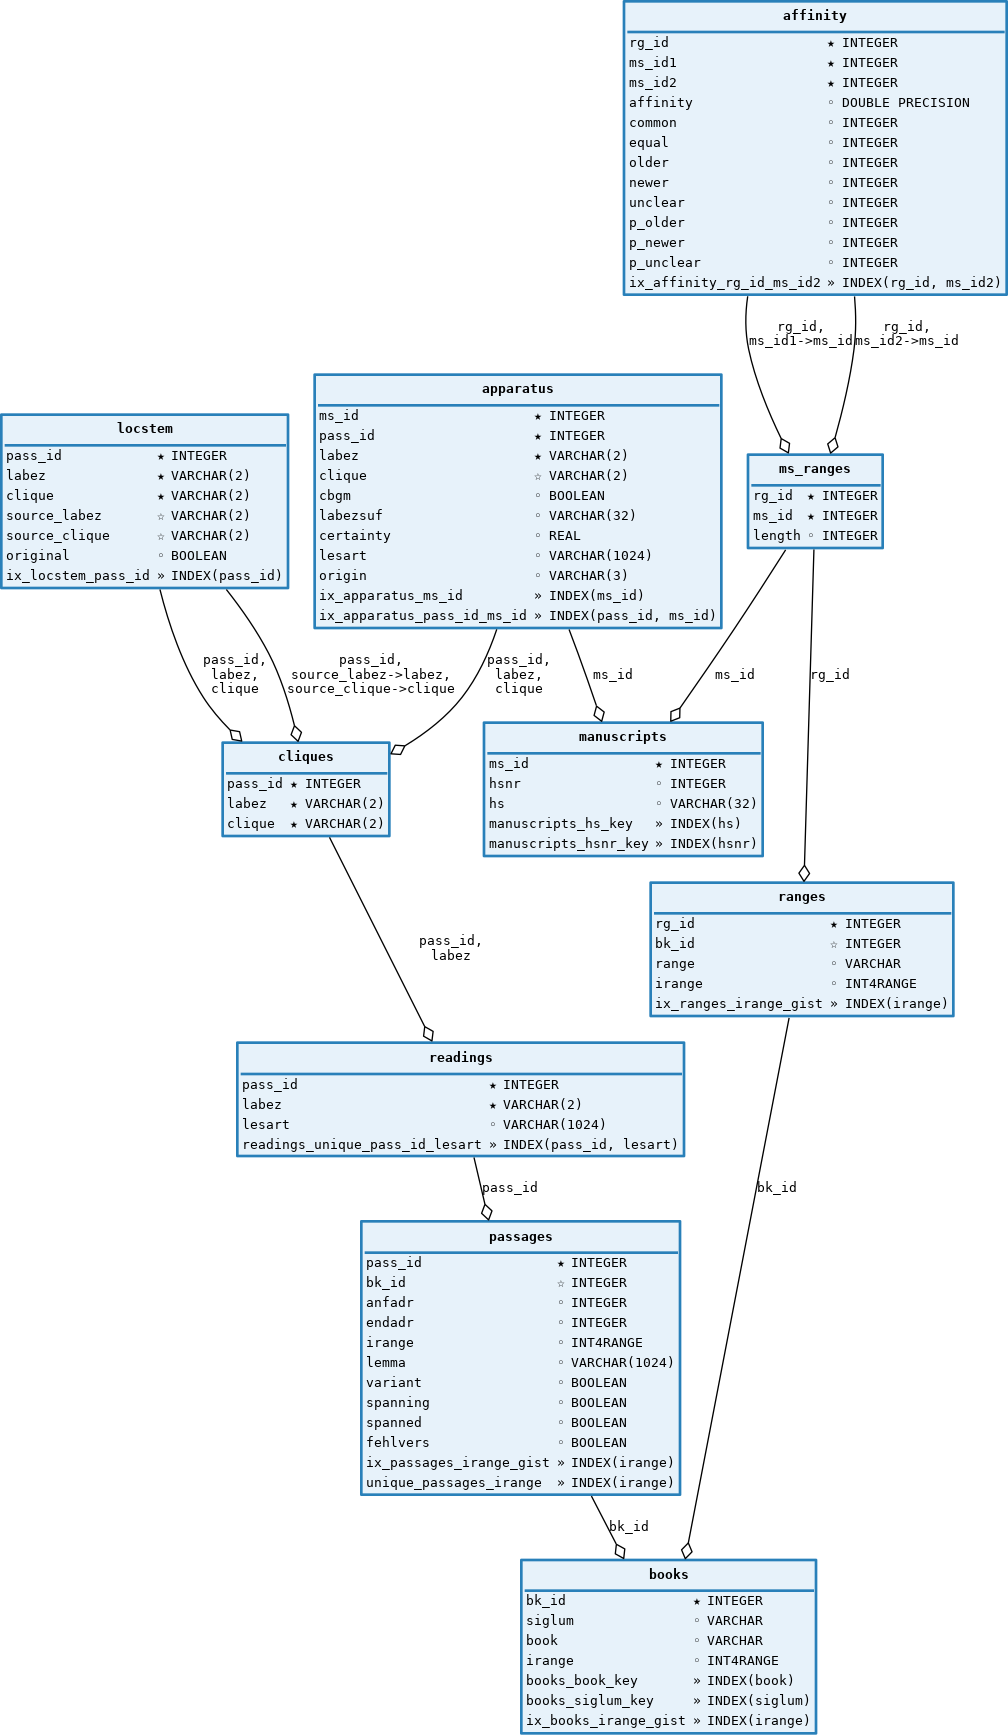 affinity
rg_id ★ INTEGER
ms_id1 ★ INTEGER
ms_id2 ★ INTEGER
affinity ◦ DOUBLE PRECISION
common ◦ INTEGER
equal ◦ INTEGER
older ◦ INTEGER
newer ◦ INTEGER
unclear ◦ INTEGER
p_older ◦ INTEGER
p_newer ◦ INTEGER
p_unclear ◦ INTEGER
ix_affinity_rg_id_ms_id2 » INDEX(rg_id, ms_id2)
rg_id,
ms_id1->ms_id
rg_id,
ms_id2->ms_id
apparatus
ms_id ★ INTEGER
pass_id ★ INTEGER
labez ★ VARCHAR(2)
clique ☆ VARCHAR(2)
cbgm ◦ BOOLEAN
labezsuf ◦ VARCHAR(32)
certainty ◦ REAL
lesart ◦ VARCHAR(1024)
origin ◦ VARCHAR(3)
ix_apparatus_ms_id » INDEX(ms_id)
ix_apparatus_pass_id_ms_id » INDEX(pass_id, ms_id)
locstem
pass_id ★ INTEGER
labez ★ VARCHAR(2)
clique ★ VARCHAR(2)
source_labez ☆ VARCHAR(2)
source_clique ☆ VARCHAR(2)
original ◦ BOOLEAN
ix_locstem_pass_id » INDEX(pass_id)
ms_ranges
rg_id ★ INTEGER
ms_id ★ INTEGER
length ◦ INTEGER
pass_id,
labez,
clique
pass_id,
source_labez->labez,
source_clique->clique
pass_id,
labez,
clique
ms_id
ms_id
rg_id
cliques
pass_id ★ INTEGER
labez ★ VARCHAR(2)
clique ★ VARCHAR(2)
manuscripts
ms_id ★ INTEGER
hsnr ◦ INTEGER
hs ◦ VARCHAR(32)
manuscripts_hs_key » INDEX(hs)
manuscripts_hsnr_key » INDEX(hsnr)
ranges
rg_id ★ INTEGER
bk_id ☆ INTEGER
range ◦ VARCHAR
irange ◦ INT4RANGE
ix_ranges_irange_gist » INDEX(irange)
pass_id,
labez
readings
pass_id ★ INTEGER
labez ★ VARCHAR(2)
lesart ◦ VARCHAR(1024)
readings_unique_pass_id_lesart » INDEX(pass_id, lesart)
pass_id
bk_id
passages
pass_id ★ INTEGER
bk_id ☆ INTEGER
anfadr ◦ INTEGER
endadr ◦ INTEGER
irange ◦ INT4RANGE
lemma ◦ VARCHAR(1024)
variant ◦ BOOLEAN
spanning ◦ BOOLEAN
spanned ◦ BOOLEAN
fehlvers ◦ BOOLEAN
ix_passages_irange_gist » INDEX(irange)
unique_passages_irange » INDEX(irange)
bk_id
books
bk_id ★ INTEGER
siglum ◦ VARCHAR
book ◦ VARCHAR
irange ◦ INT4RANGE
books_book_key » INDEX(book)
books_siglum_key » INDEX(siglum)
ix_books_irange_gist » INDEX(irange)